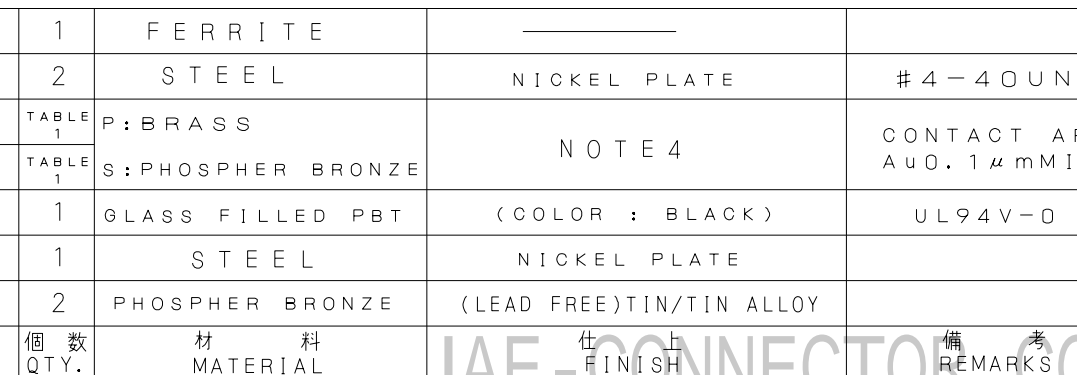 1 FERRITE
2 STEEL NICKEL PLATE #4-40UN
TABLE 1 P:BRASS NOTE4 CONTACT
TABLE 1 S:PHOSPHER BRONZE Au0.1μmMI
1 GLASS FILLED PBT (COLOR : BLACK) UL94V-0
1 STEEL NICKEL PLATE
2 PHOSPHER BRONZE (LEAD FREE)TIN/TIN ALLOY
個数 材料 仕上 備考
QTY. MATERIAL FINISH REMARKS
JAE-CONNECTOR-CO